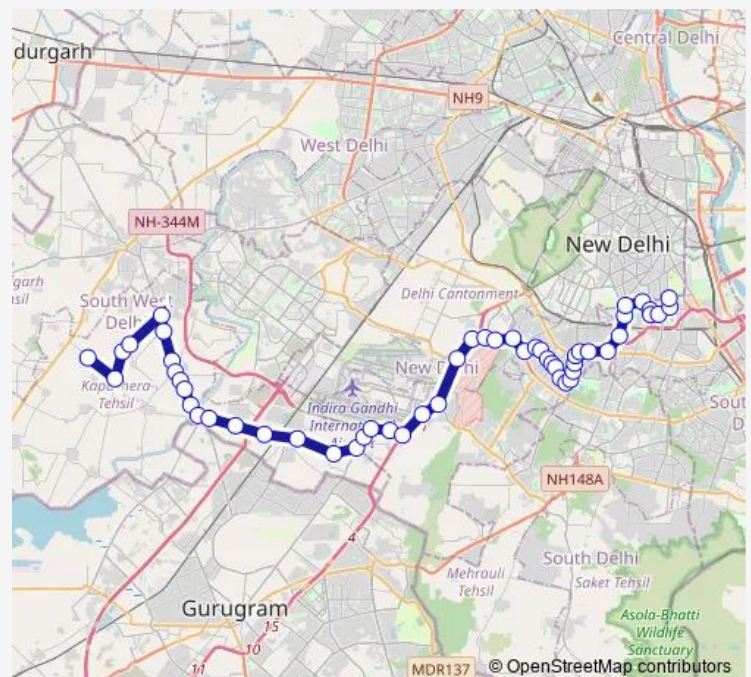 durgarh
Central Delhi
NH9
West Delhi
NH-344M
New Delhi
South West
Delh
Delhi Cantonment
Kapashera
Tehsil
New D
Indira Gandhi
Internat
NH148A
4
South Delhi
Mehrauli
Tehsil
Saket Tehsil
Gurugram
Asola-Bhatti
Wildlife
Sanctuary
15
10
11
MDR137
© OpenStreetMap contributors